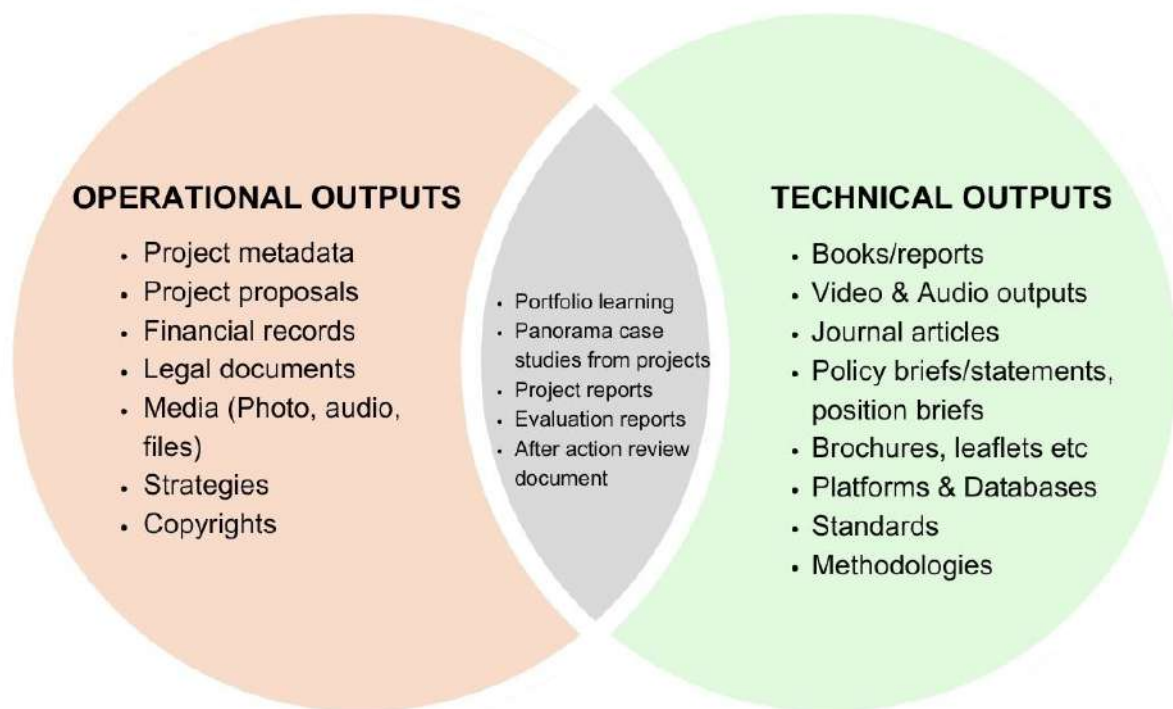 OPERATIONAL OUTPUTS
• Project metadata
• Project proposals
• Financial records
• Legal documents
• Media (Photo, audio,
files)
• Strategies
• Copyrights
• Portfolio learning
• Panorama case
studies from projects
• Project reports
• Evaluation reports
• After action review
document
TECHNICAL OUTPUTS
• Books/reports
• Video & Audio outputs
• Journal articles
• Policy briefs/statements,
position briefs
• Brochures, leaflets etc
• Platforms & Databases
• Standards
• Methodologies